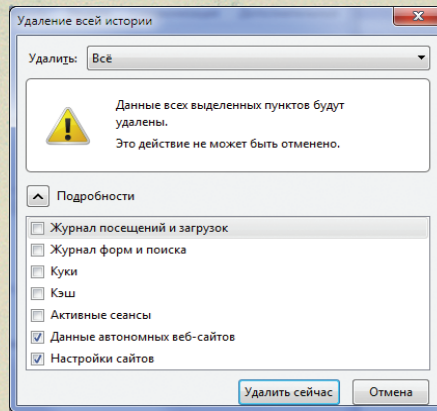 Удаление всей истории
Удалить: Всё
Данные всех выделенных пунктов будут
удалены.
Это действие не может быть отменено.
Подробности
Журнал посещений и загрузок
Журнал форм и поиска
Куки
Кэш
Активные сеансы
Данные автономных веб-сайтов
Настройки сайтов
Удалить сейчас Отмена